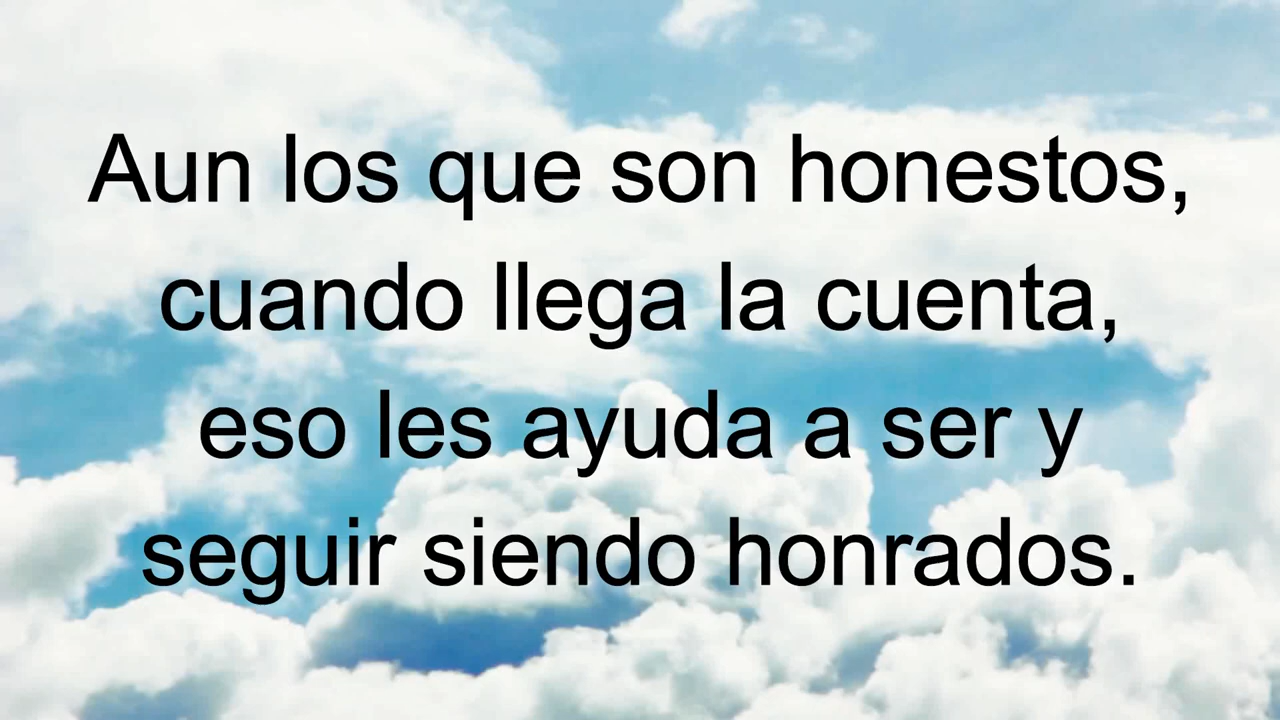 Aun los que son honestos,
cuando llega la cuenta,
eso les ayuda a ser y
seguir siendo honrados.